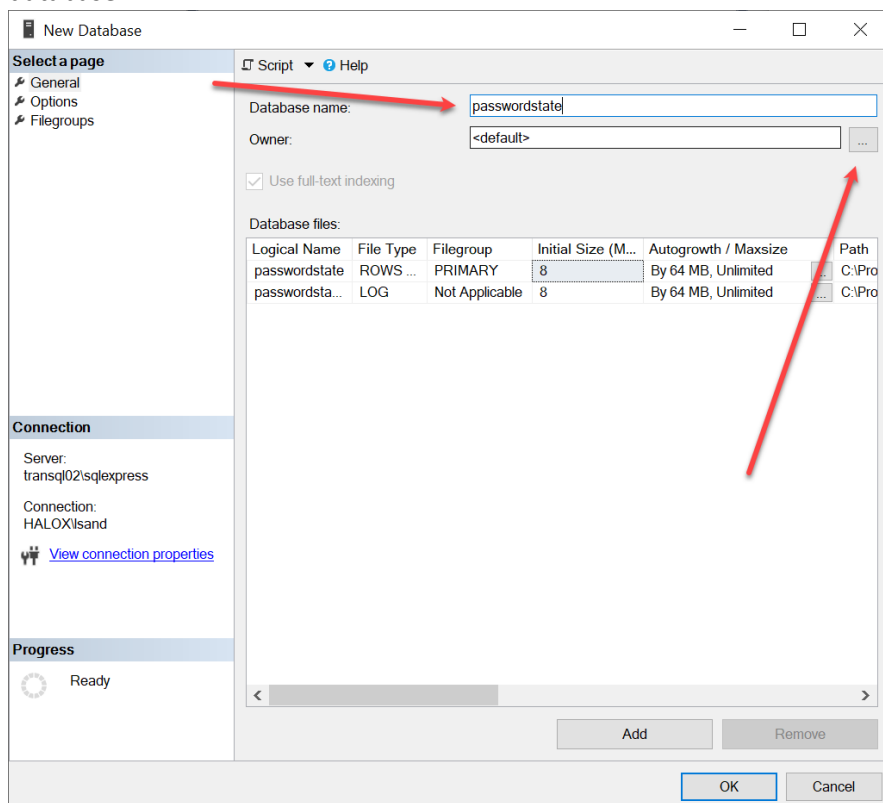 New Database
Select a page
General
Options
Filegroups
Script Help
Database name: passwordstate
Owner: <default> ...
Use full-text indexing
Database files:
Logical Name File Type Filegroup Initial Size (M... Autogrowth / Maxsize Path
passwordstate ROWS ... PRIMARY 8 By 64 MB, Unlimited ... C:\Pro
passwordsta... LOG Not Applicable 8 By 64 MB, Unlimited ... C:\Pro
Connection
Server:
transql02\sqlexpress
Connection:
HALOX\lsand
View connection properties
Progress
Ready
Add Remove
OK Cancel